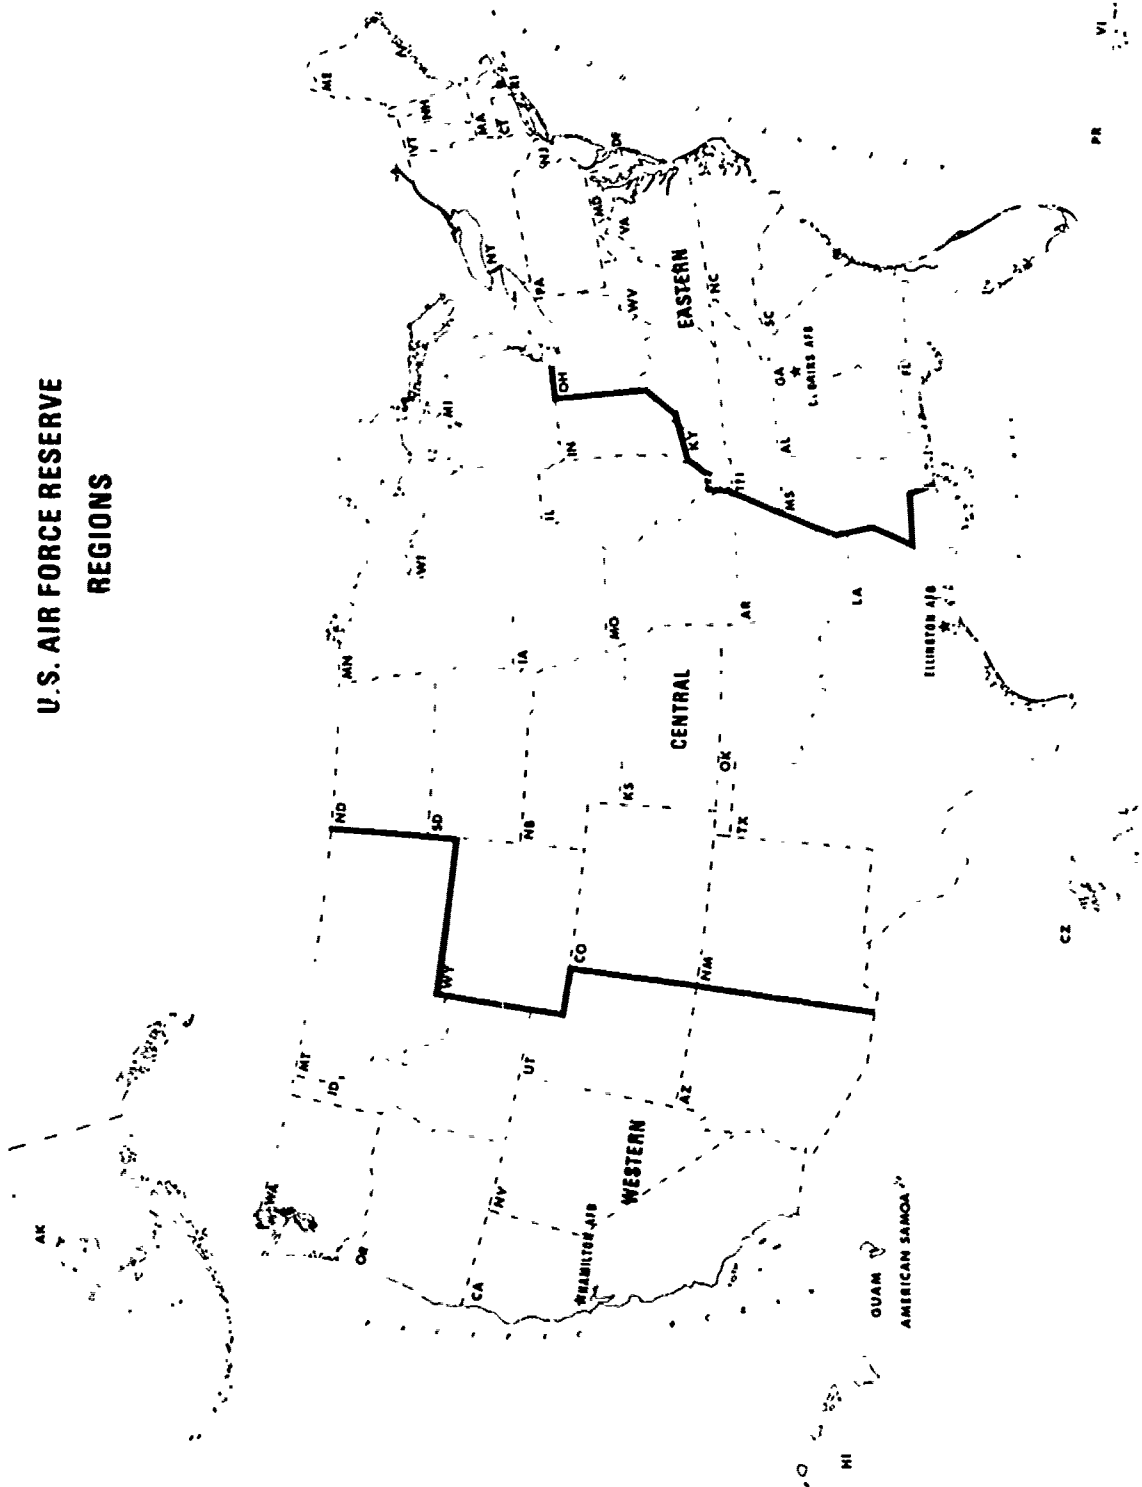 U.S. AIR FORCE RESERVE
REGIONS
AK
WA
MT
ND
MN
ME
ID
OR
SD
WI
MI
VT
NH
WY
NY
MA
CT
RI
CA
NV
UT
NB
IA
IL
IN
OH
PA
NJ
CO
KS
MO
MD
DE
VA
WV
HAMILTON AFB
WESTERN
CENTRAL
EASTERN
KY
AZ
NM
OK
TX
AR
NC
SC
MS
AL
GA
AFB
LA
FL
ELLINGTON AFB
HI
GUAM
AMERICAN SAMOA
CZ
PR
VI